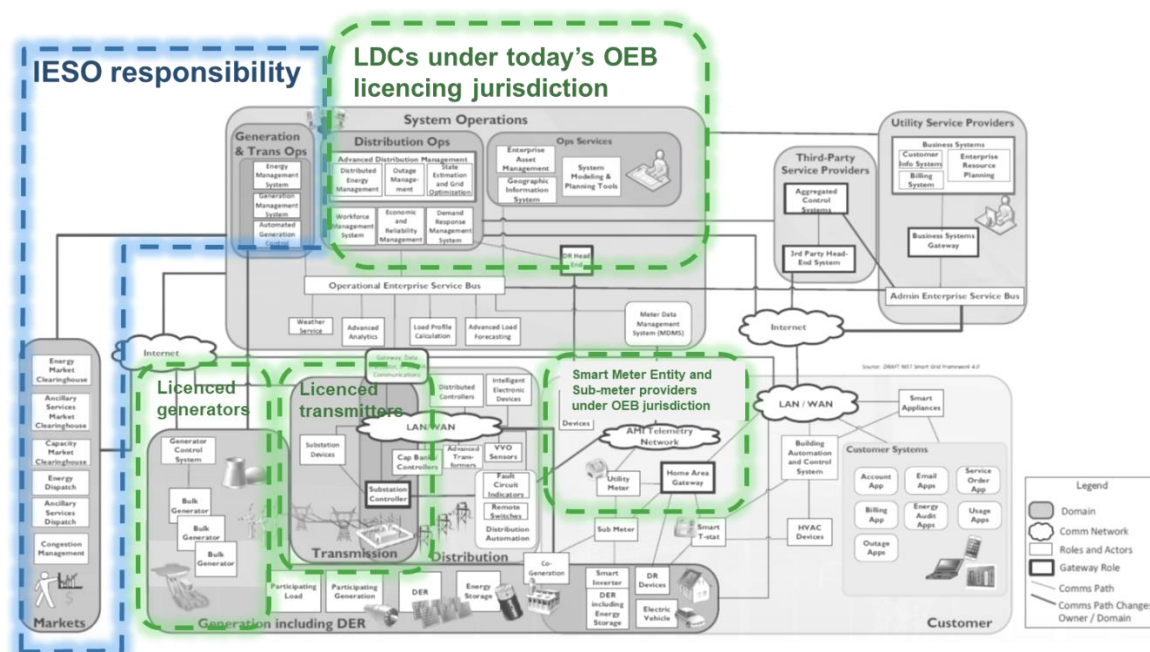 IESO responsibility
LDCs under today's OEB
licencing jurisdiction
System Operations
Generation
& Trans Ops
Energy
Management
System
Generation
Management
System
Automated
Generation
Control
Distribution Ops
Advanced Distribution Management
Distributed
Energy
Management
Outage
Manage-
ment
State
Estimation
and Grid
Optimization
Workforce
Management
System
Economic
and
Reliability
Management
Demand
Response
Management
System
Ops Services
Enterprise
Asset
Management
Geographic
Information
System
System
Modeling &
Planning Tools
DR Head
End
Operational Enterprise Service Bus
Weather
Service
Advanced
Analytics
Load Profile
Calculation
Advanced Load
Forecasting
Meter Data
Management
System (MDMS)
Third-Party
Service Providers
Aggregated
Control
Systems
3rd Party Head-
End System
Utility Service Providers
Business Systems
Customer
Info System
Billing
System
Enterprise
Resource
Planning
Business Systems
Gateway
Admin Enterprise Service Bus
Internet
Internet
Energy
Market
Clearinghouse
Ancillary
Services
Market
Clearinghouse
Capacity
Market
Clearinghouse
Energy
Dispatch
Ancillary
Services
Dispatch
Congestion
Management
Markets
Licenced
generators
Generator
Control
System
Bulk
Generator
Bulk
Generator
Bulk
Generator
Generation including DER
Licenced
transmitters
Substation
Devices
Substation
Controller
Transmission
LAN/WAN
Distributed
Controllers
Intelligent
Electronic
Devices
Cap Bank
Controllers
Advanced
Trans-
formers
VVO
Sensors
Fault
Circuit
Indicators
Remote
Switches
Distribution
Automation
Distribution
Participating
Load
Participating
Generation
DER
Energy
Storage
Co-
Generation
Smart Meter Entity and
Sub-meter providers
under OEB jurisdiction
Devices
AMI Telemetry
Network
Utility
Meter
Home Area
Gateway
Sub Meter
Smart
T-stat
Smart
Inverter
DER
including
Energy
Storage
DR
Devices
Electric
Vehicle
Source: DRAFT NIST Smart Grid Framework 4.0
LAN / WAN
Smart
Appliances
Building
Automation
and Control
System
HVAC
Devices
Customer Systems
Account
App
Email
Apps
Service
Order
App
Billing
App
Energy
Audit
Apps
Usage
Apps
Outage
Apps
Customer
Legend
Domain
Comm Network
Roles and Actors
Gateway Role
Comms Path
Comms Path Changes
Owner / Domain